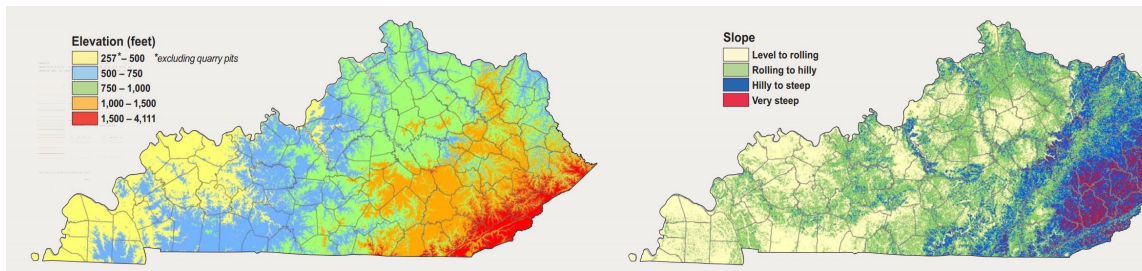 Elevation (feet)
257* – 500 *excluding quarry pits
500 – 750
750 – 1,000
1,000 – 1,500
1,500 – 4,111
Slope
Level to rolling
Rolling to hilly
Hilly to steep
Very steep